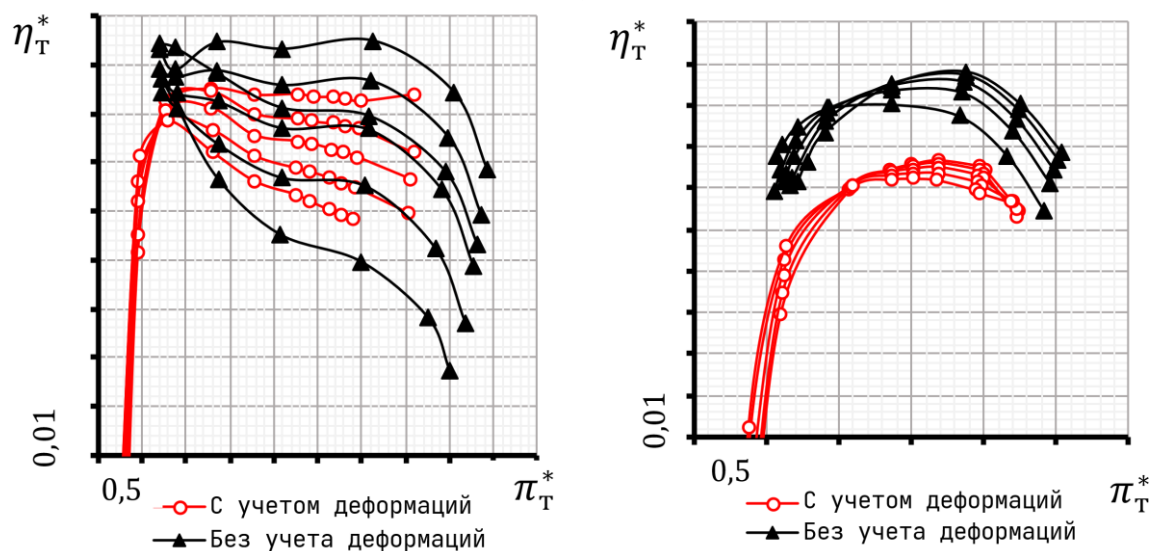 η*т
0,01
0,5
π*т
С учетом деформаций
Без учета деформаций
η*т
0,01
0,5
π*т
С учетом деформаций
Без учета деформаций